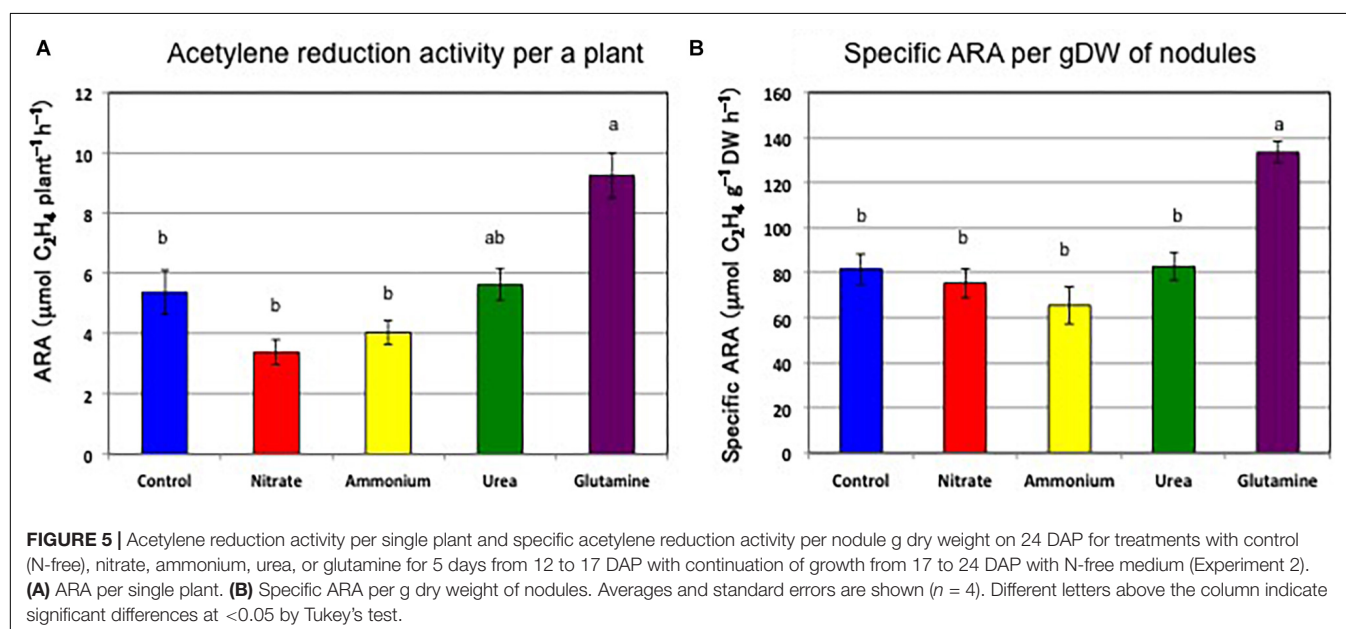 A
Acetylene reduction activity per a plant
ARA (µmol C₂H₄ plant⁻¹h⁻¹)
12
10
8
6
4
2
0
b
b
b
ab
a
Control
Nitrate
Ammonium
Urea
Glutamine
B
Specific ARA per gDW of nodules
Specific ARA (µmol C₂H₄ g⁻¹ DW h⁻¹)
160
140
120
100
80
60
40
20
0
b
b
b
b
a
Control
Nitrate
Ammonium
Urea
Glutamine
FIGURE 5 | Acetylene reduction activity per single plant and specific acetylene reduction activity per nodule g dry weight on 24 DAP for treatments with control
(N-free), nitrate, ammonium, urea, or glutamine for 5 days from 12 to 17 DAP with continuation of growth from 17 to 24 DAP with N-free medium (Experiment 2).
(A) ARA per single plant. (B) Specific ARA per g dry weight of nodules. Averages and standard errors are shown (n = 4). Different letters above the column indicate
significant differences at <0.05 by Tukey's test.